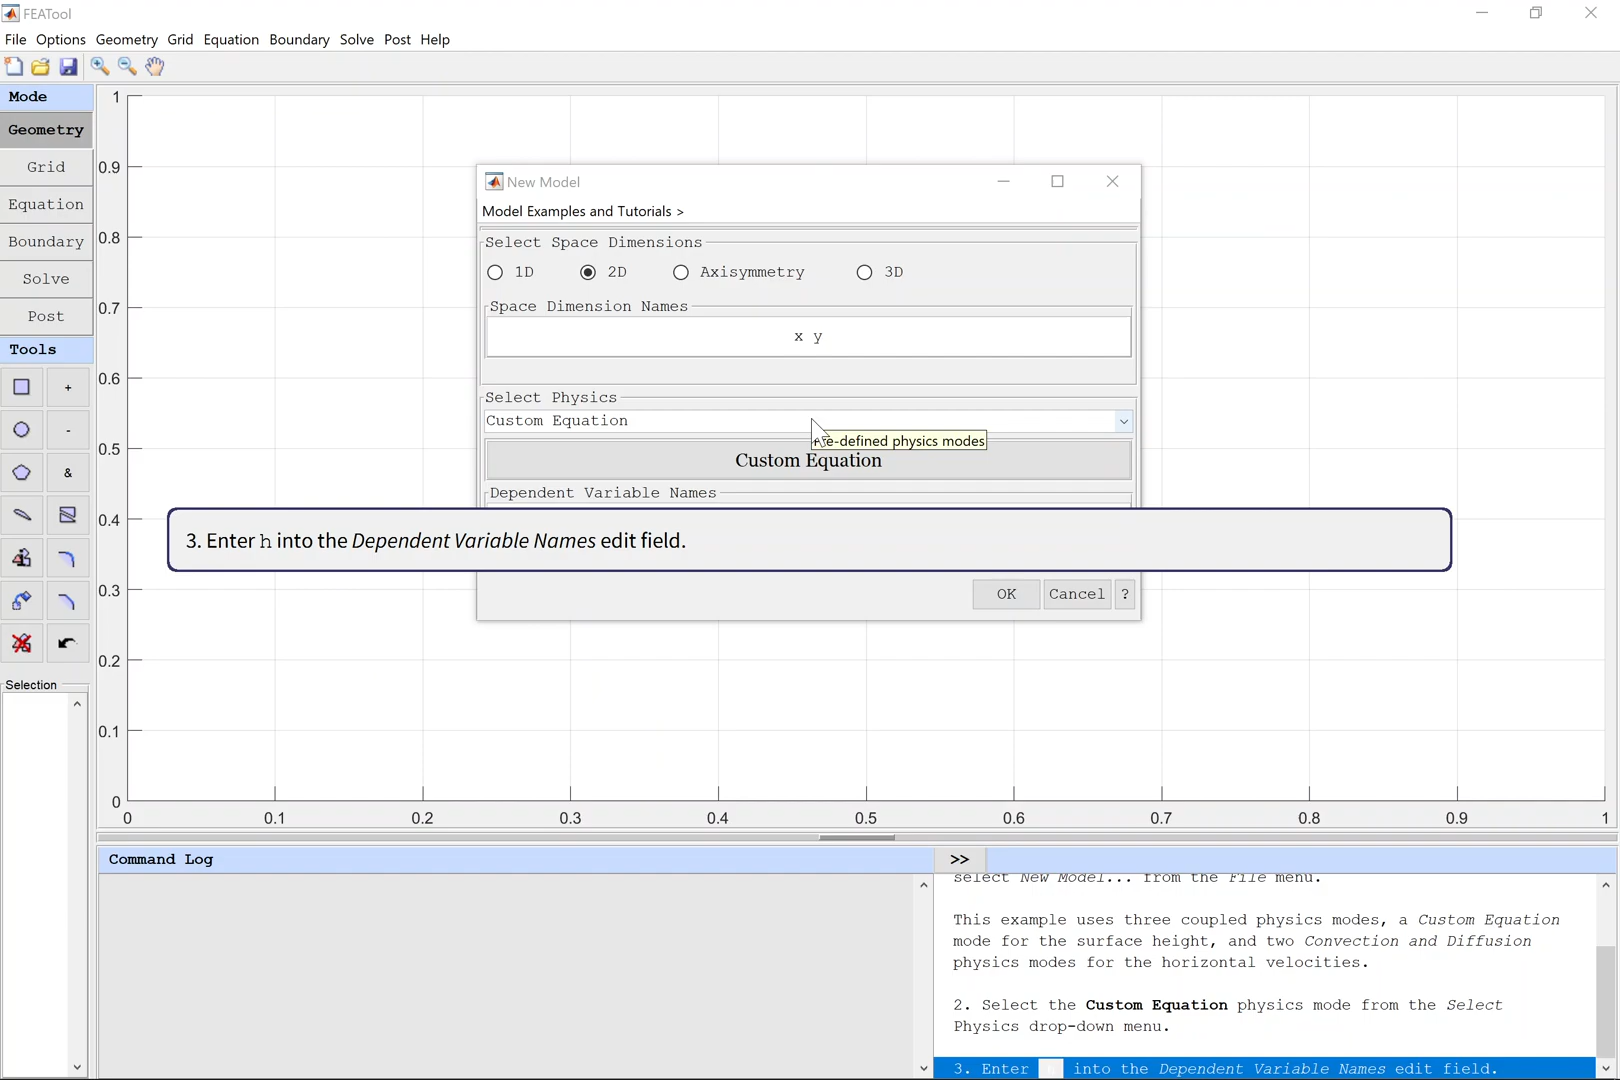 FEATool
File Options Geometry Grid Equation Boundary Solve Post Help
Mode
Geometry
Grid
Equation
Boundary
Solve
Post
Tools
+
-
&
Selection
1
0.9
0.8
0.7
0.6
0.5
0.4
0.3
0.2
0.1
0
0 0.1 0.2 0.3 0.4 0.5 0.6 0.7 0.8 0.9 1
New Model
Model Examples and Tutorials >
Select Space Dimensions
1D 2D Axisymmetry 3D
Space Dimension Names
x y
Select Physics
Custom Equation
physics modes
Custom Equation
Dependent Variable Names
3. Enter h into the Dependent Variable Names edit field.
OK Cancel ?
Command Log
>>
select New Model... from the File menu.
This example uses three coupled physics modes, a Custom Equation
mode for the surface height, and two Convection and Diffusion
physics modes for the horizontal velocities.
2. Select the Custom Equation physics mode from the Select
Physics drop-down menu.
3. Enter into the Dependent Variable Names edit field.